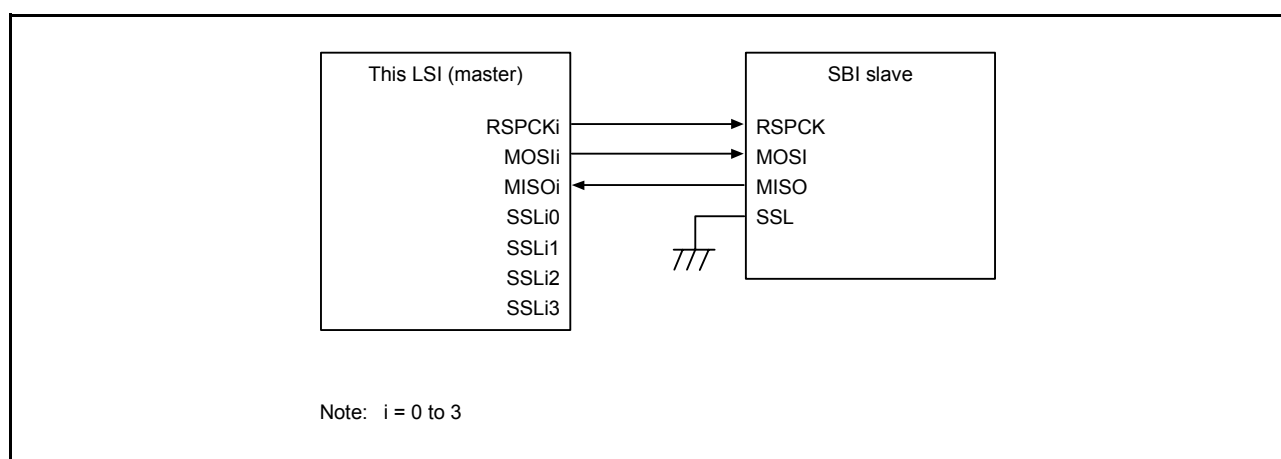 This LSI (master)
RSPCKi
MOSIi
MISOi
SSLi0
SSLi1
SSLi2
SSLi3
SBI slave
RSPCK
MOSI
MISO
SSL
Note: i = 0 to 3